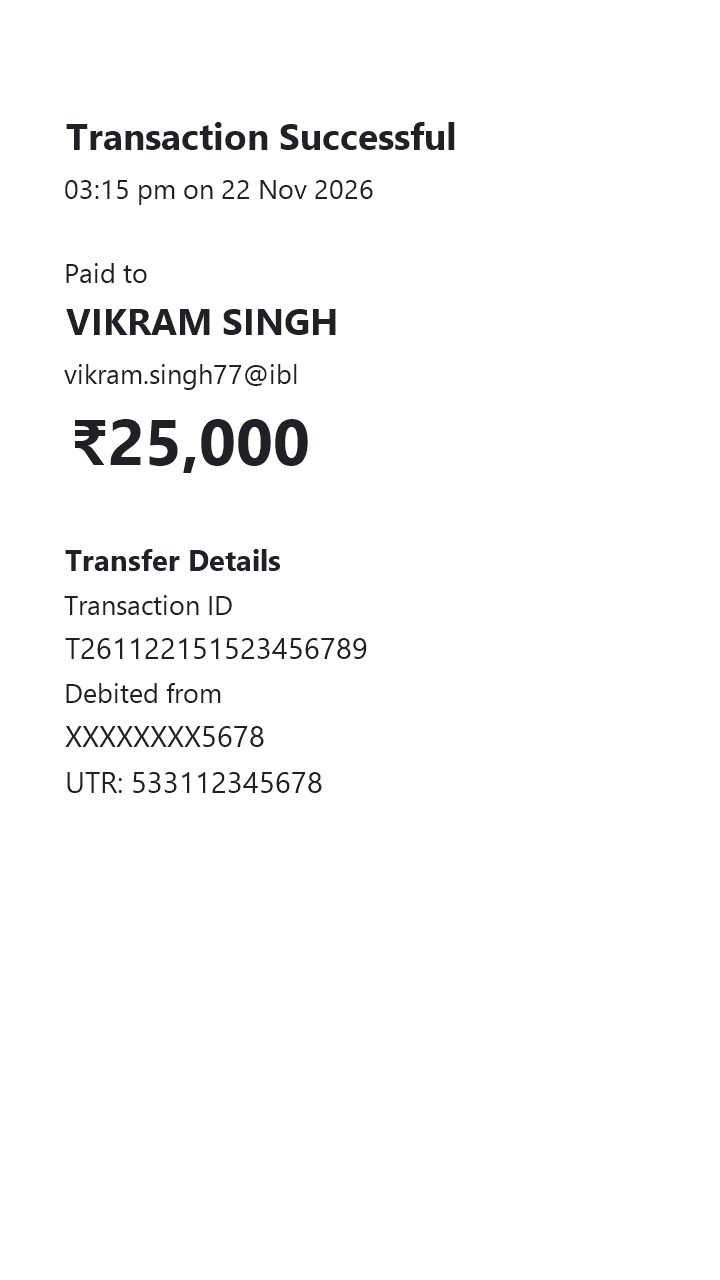 Transaction Successful
03:15 pm on 22 Nov 2026
Paid to
VIKRAM SINGH
vikram.singh77@ibl
₹25,000
Transfer Details
Transaction ID
T261122151523456789
Debited from
XXXXXXXX5678
UTR: 533112345678